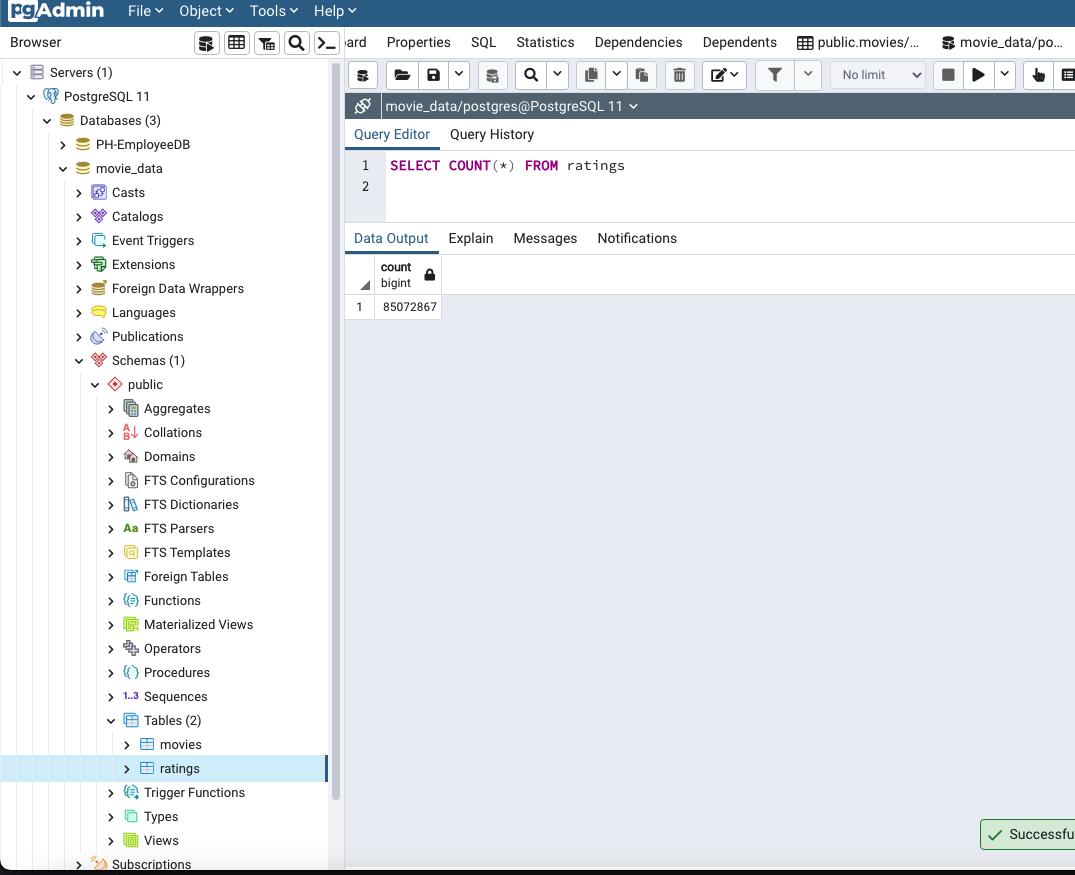 pgAdmin File Object Tools Help
Browser
ard Properties SQL Statistics Dependencies Dependents public.movies/... movie_data/po...
No limit
movie_data/postgres@PostgreSQL 11
Query Editor Query History
1 SELECT COUNT(*) FROM ratings
2
Data Output Explain Messages Notifications
count
bigint
1 85072867
Servers (1)
PostgreSQL 11
Databases (3)
PH-EmployeeDB
movie_data
Casts
Catalogs
Event Triggers
Extensions
Foreign Data Wrappers
Languages
Publications
Schemas (1)
public
Aggregates
Collations
Domains
FTS Configurations
FTS Dictionaries
Aa FTS Parsers
FTS Templates
Foreign Tables
Functions
Materialized Views
Operators
Procedures
1..3 Sequences
Tables (2)
movies
ratings
Trigger Functions
Types
Views
Subscriptions
Successfu